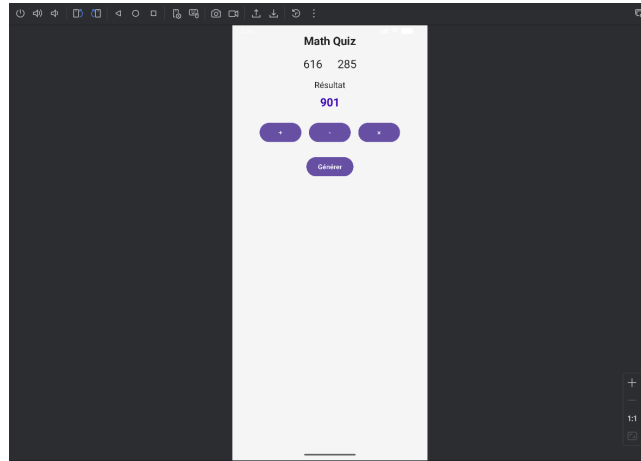 Math Quiz
616 285
Résultat
901
+ - ×
Générer
1:1